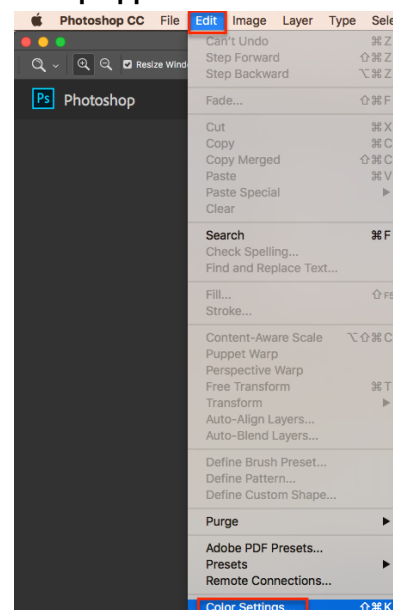 Photoshop CC File Edit Image Layer Type Sele
Can't Undo ⌘Z
Step Forward ⇧⌘Z
Step Backward ⌥⌘Z
Resize Wind
Ps Photoshop
Fade... ⇧⌘F
Cut ⌘X
Copy ⌘C
Copy Merged ⇧⌘C
Paste ⌘V
Paste Special ▶
Clear
Search ⌘F
Check Spelling...
Find and Replace Text...
Fill... ⇧F5
Stroke...
Content-Aware Scale ⌥⇧⌘C
Puppet Warp
Perspective Warp
Free Transform ⌘T
Transform ▶
Auto-Align Layers...
Auto-Blend Layers...
Define Brush Preset...
Define Pattern...
Define Custom Shape...
Purge ▶
Adobe PDF Presets...
Presets ▶
Remote Connections...
Color Settings... ⇧⌘K